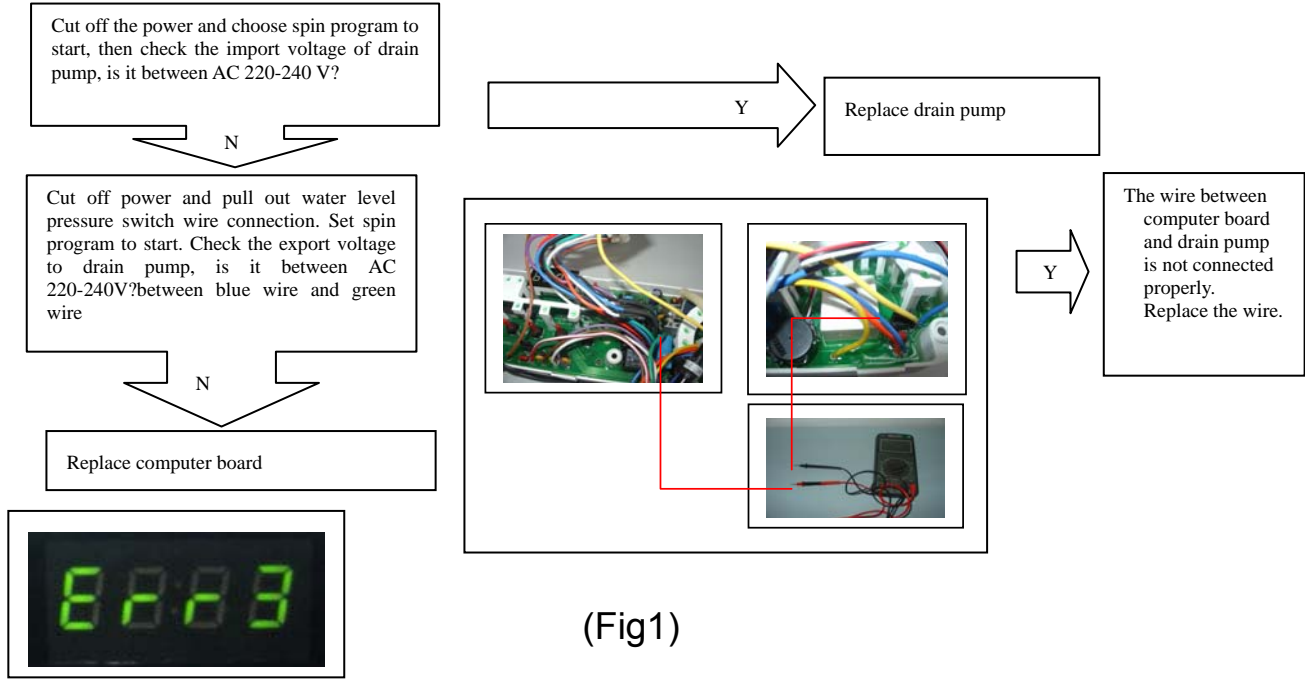 Cut off the power and choose spin program to
start, then check the import voltage of drain
pump, is it between AC 220-240 V?
Y
Replace drain pump
N
Cut off power and pull out water level
pressure switch wire connection. Set spin
program to start. Check the export voltage
to drain pump, is it between AC
220-240V?between blue wire and green
wire
Y
The wire between
computer board
and drain pump
is not connected
properly.
Replace the wire.
N
Replace computer board
Err3
(Fig1)